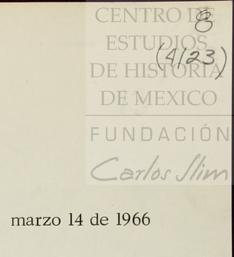 CENTRO DE
8
ESTUDIOS
(4/23)
DE HISTORIA
DE MEXICO
FUNDACIÓN
Carlos Slim
marzo 14 de 1966